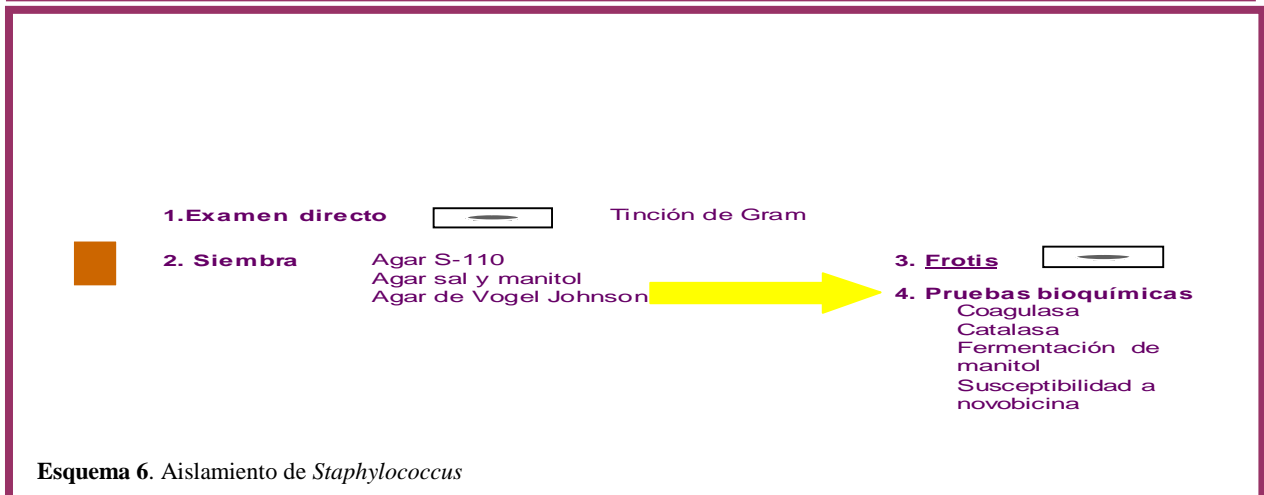 1.Examen directo
Tinción de Gram
2. Siembra
Agar S-110
Agar sal y manitol
Agar de Vogel Johnson
3. Frotis
4. Pruebas bioquímicas
Coagulasa
Catalasa
Fermentación de
manitol
Susceptibilidad a
novobicina
Esquema 6. Aislamiento de Staphylococcus